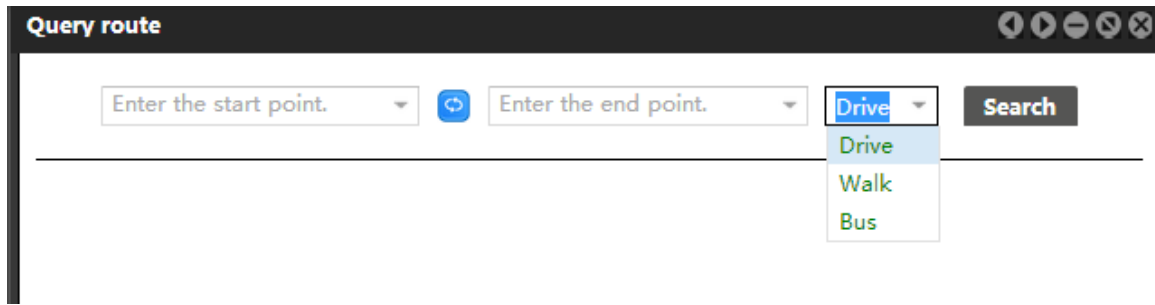 Query route
Enter the start point.
Enter the end point.
Drive
Search
Drive
Walk
Bus